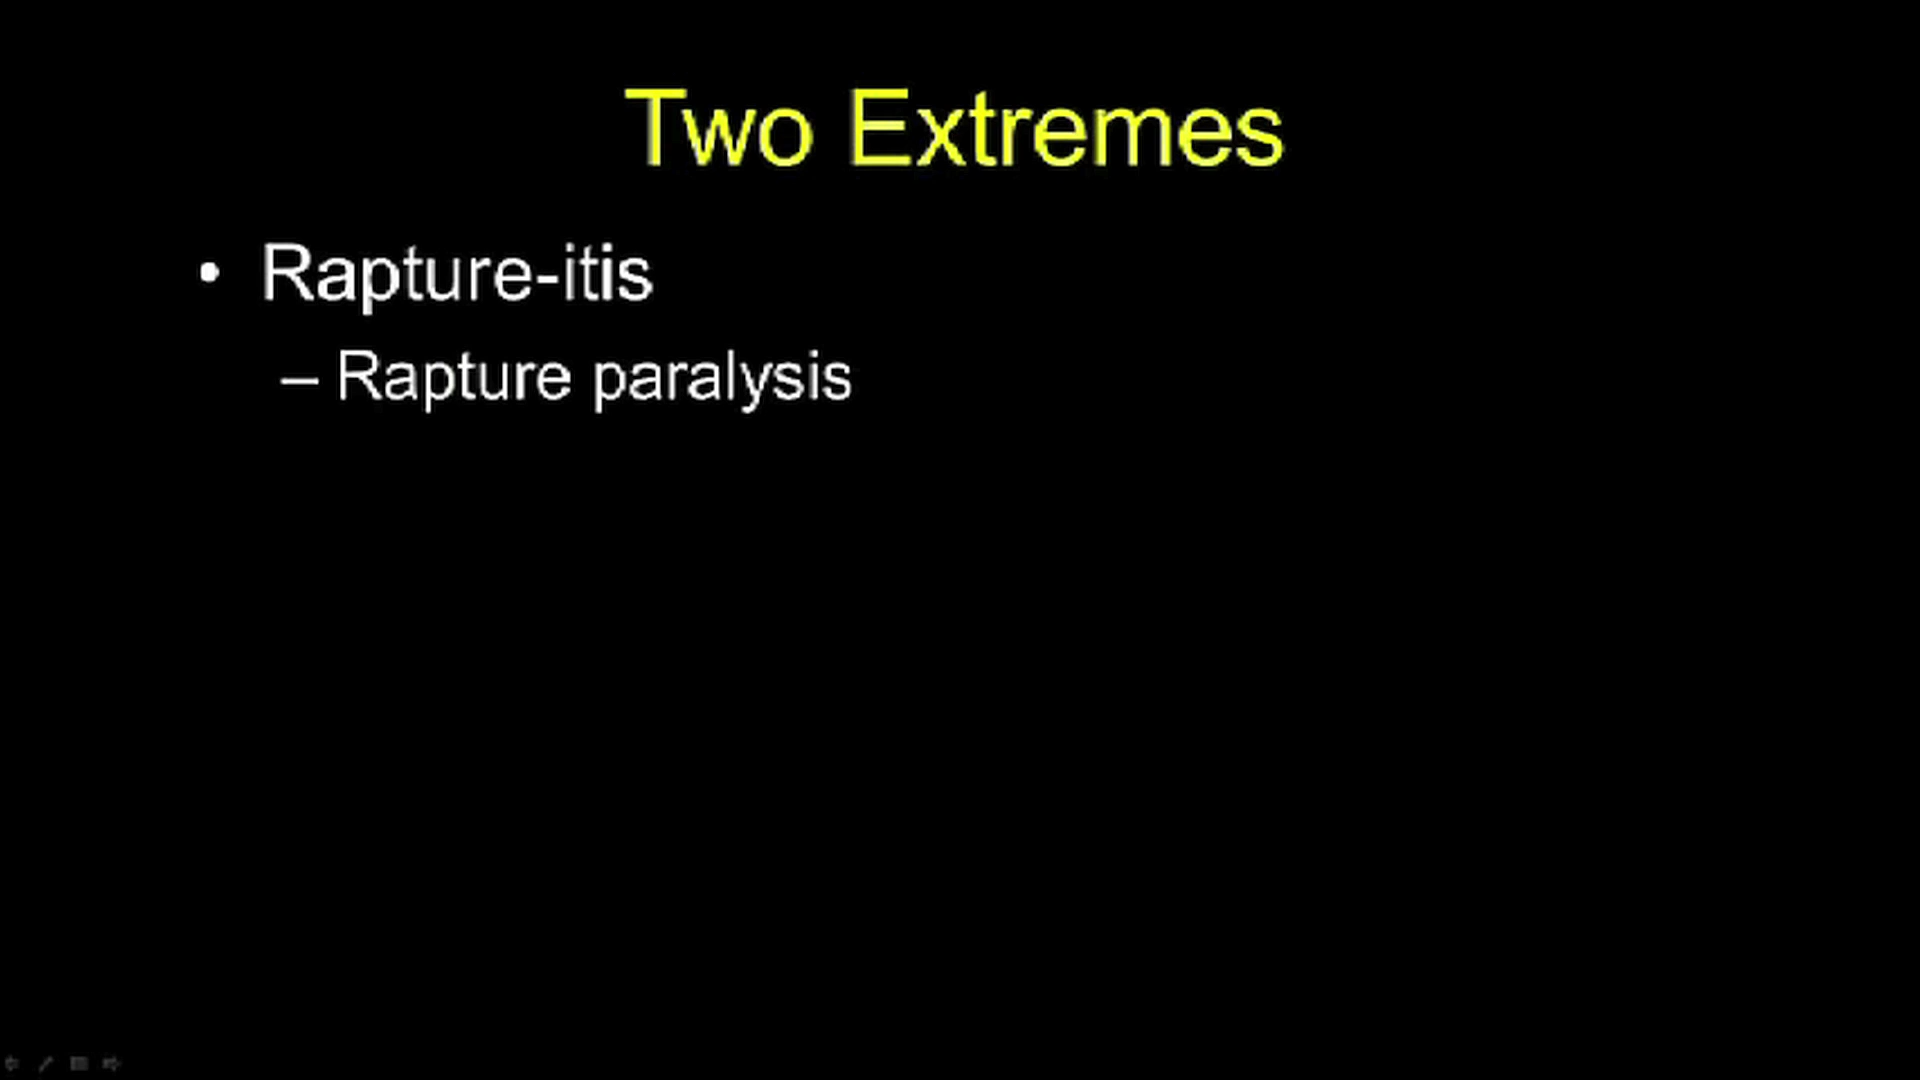 Two Extremes
• Rapture-itis
– Rapture paralysis